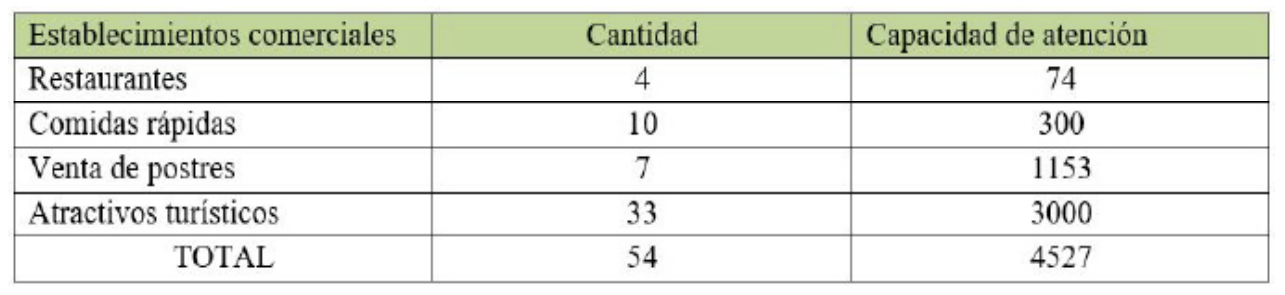 Establecimientos comerciales Cantidad Capacidad de atención
Restaurantes 4 74
Comidas rápidas 10 300
Venta de postres 7 1153
Atractivos turísticos 33 3000
TOTAL 54 4527